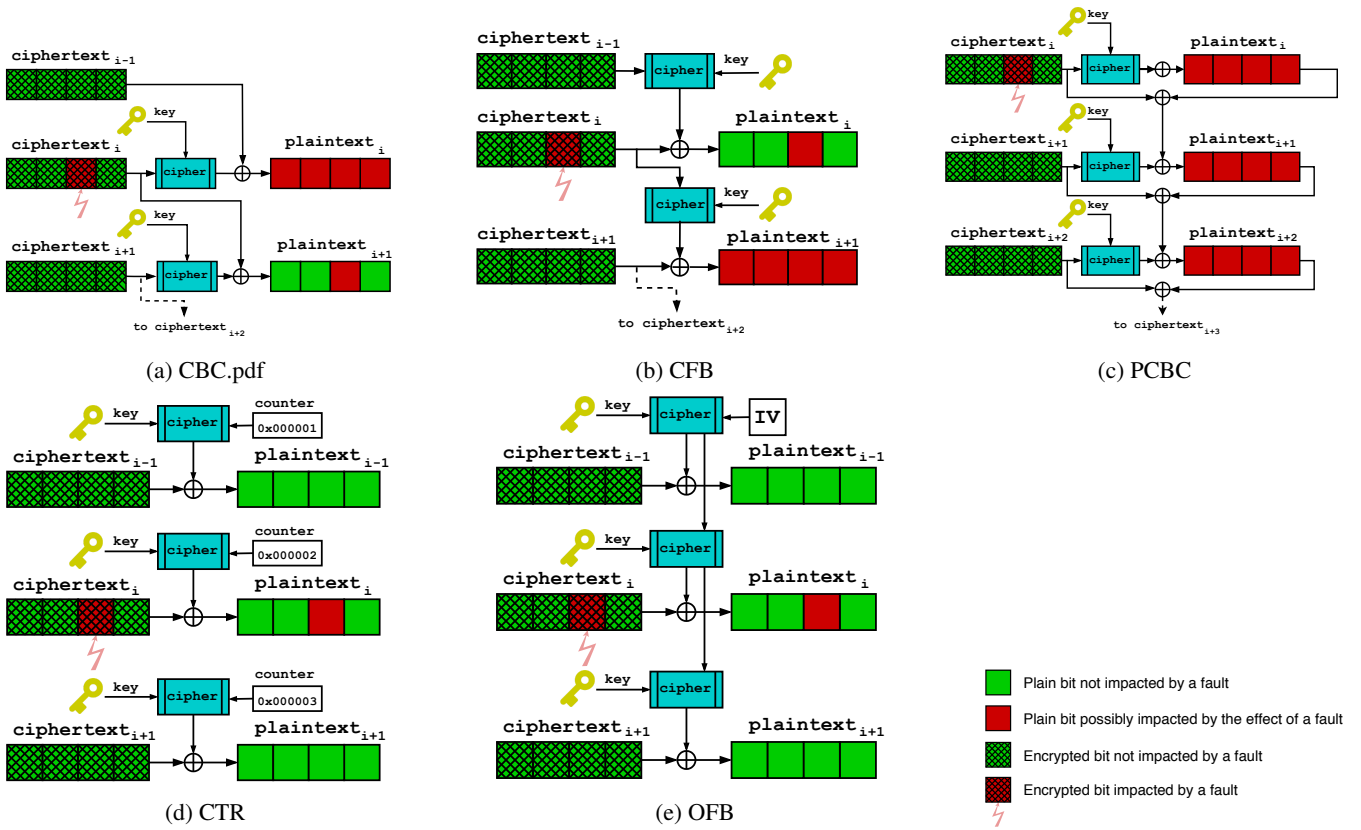 ciphertext i-1
key
ciphertext i
cipher
plaintext i
key
ciphertext i+1
cipher
plaintext i+1
to ciphertext i+2
(a) CBC.pdf
ciphertext i-1
cipher
key
ciphertext i
plaintext i
cipher
key
ciphertext i+1
plaintext i+1
to ciphertext i+2
(b) CFB
key
ciphertext i
cipher
plaintext i
key
ciphertext i+1
cipher
plaintext i+1
key
ciphertext i+2
cipher
plaintext i+2
to ciphertext i+3
(c) PCBC
key
cipher
counter
0x000001
ciphertext i-1
plaintext i-1
key
cipher
counter
0x000002
ciphertext i
plaintext i
key
cipher
counter
0x000003
ciphertext i+1
plaintext i+1
(d) CTR
key
cipher
IV
ciphertext i-1
plaintext i-1
key
cipher
ciphertext i
plaintext i
key
cipher
ciphertext i+1
plaintext i+1
(e) OFB
Plain bit not impacted by a fault
Plain bit possibly impacted by the effect of a fault
Encrypted bit not impacted by a fault
Encrypted bit impacted by a fault